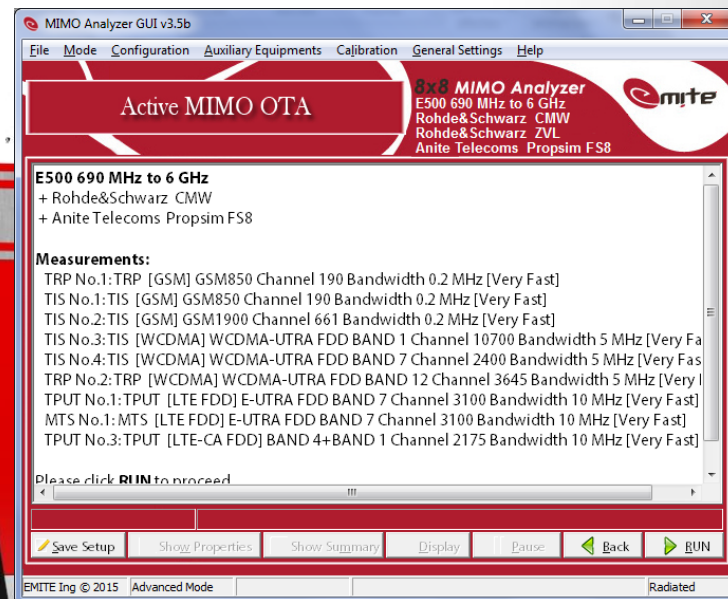 MIMO Analyzer GUI v3.5b
File Mode Configuration Auxiliary Equipments Calibration General Settings Help
Active MIMO OTA
8x8 MIMO Analyzer
E500 690 MHz to 6 GHz
Rohde&Schwarz CMW
Rohde&Schwarz ZVL
Anite Telecoms Propsim FS8
emite
E500 690 MHz to 6 GHz
+ Rohde&Schwarz CMW
+ Anite Telecoms Propsim FS8
Measurements:
TRP No.1: TRP [GSM] GSM850 Channel 190 Bandwidth 0.2 MHz [Very Fast]
TIS No.1: TIS [GSM] GSM850 Channel 190 Bandwidth 0.2 MHz [Very Fast]
TIS No.2: TIS [GSM] GSM1900 Channel 661 Bandwidth 0.2 MHz [Very Fast]
TIS No.3: TIS [WCDMA] WCDMA-UTRA FDD BAND 1 Channel 10700 Bandwidth 5 MHz [Very Fa
TIS No.4: TIS [WCDMA] WCDMA-UTRA FDD BAND 7 Channel 2400 Bandwidth 5 MHz [Very Fas
TRP No.2: TRP [WCDMA] WCDMA-UTRA FDD BAND 12 Channel 3645 Bandwidth 5 MHz [Very
TPUT No.1: TPUT [LTE FDD] E-UTRA FDD BAND 7 Channel 3100 Bandwidth 10 MHz [Very Fast]
MTS No.1: MTS [LTE FDD] E-UTRA FDD BAND 7 Channel 3100 Bandwidth 10 MHz [Very Fast]
TPUT No.3: TPUT [LTE-CA FDD] BAND 4+BAND 1 Channel 2175 Bandwidth 10 MHz [Very Fast]
Please click RUN to proceed
Save Setup Show Properties Show Summary Display Pause Back RUN
EMITE Ing © 2015 Advanced Mode Radiated